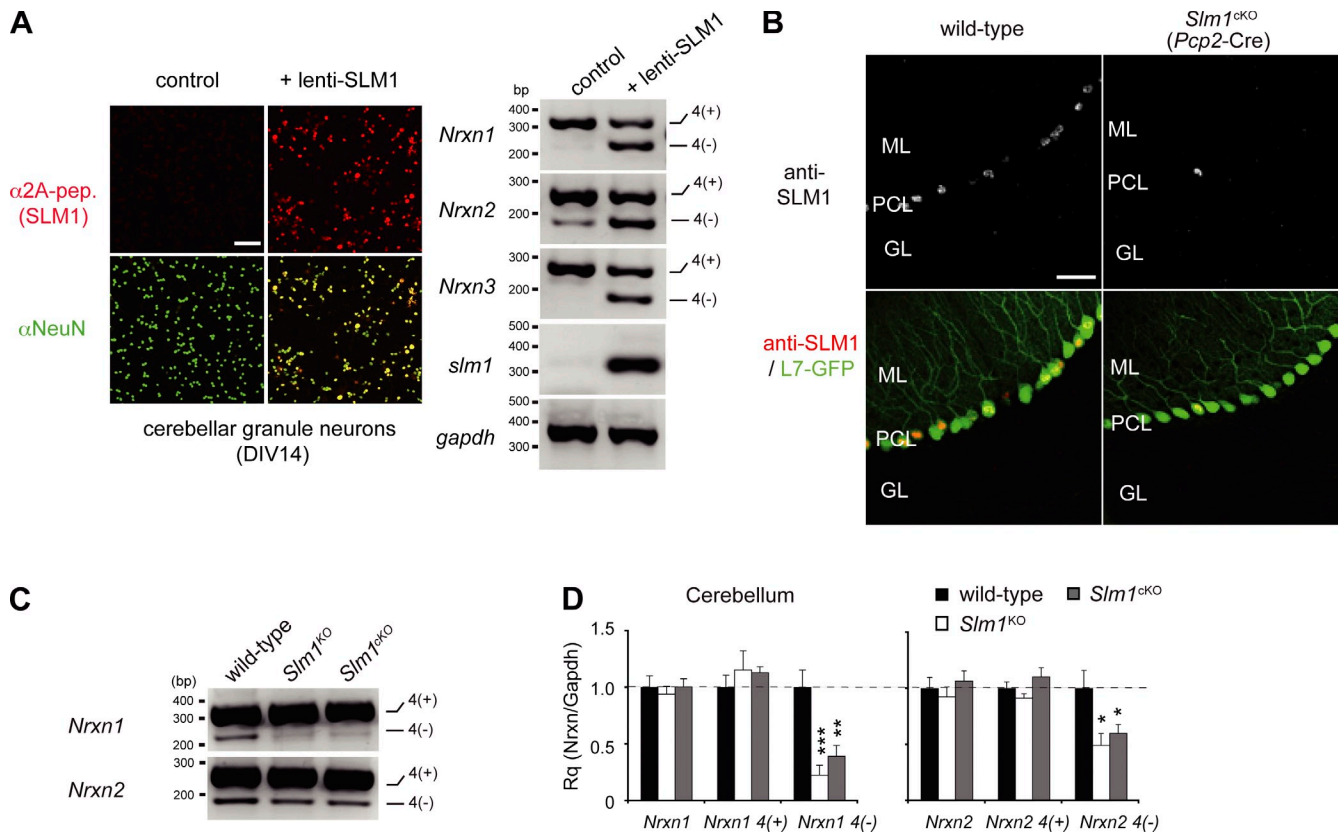 A
control
+ lenti-SLM1
α2A-pep.
(SLM1)
αNeuN
cerebellar granule neurons
(DIV14)
control
+ lenti-SLM1
bp
400
300
200
Nrxn1
4(+)
4(-)
300
200
Nrxn2
4(+)
4(-)
300
200
Nrxn3
4(+)
4(-)
500
400
300
slm1
500
400
300
gapdh
B
wild-type
Slm1cKO
(Pcp2-Cre)
anti-
SLM1
ML
PCL
GL
ML
PCL
GL
anti-SLM1
/ L7-GFP
ML
PCL
GL
ML
PCL
GL
C
wild-type
Slm1KO
Slm1cKO
(bp)
400
300
200
Nrxn1
4(+)
4(-)
300
200
Nrxn2
4(+)
4(-)
D
Cerebellum
wild-type
Slm1cKO
Slm1KO
Rq (Nrxn/Gapdh)
1.5
1.0
0.5
0
***
**
*
*
Nrxn1
Nrxn1 4(+)
Nrxn1 4(-)
Nrxn2
Nrxn2 4(+)
Nrxn2 4(-)